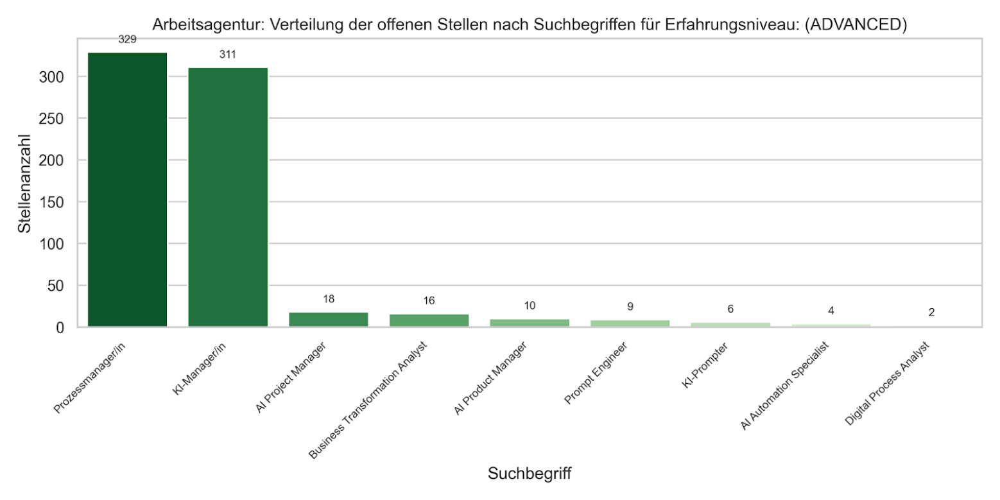 Arbeitsagentur: Verteilung der offenen Stellen nach Suchbegriffen für Erfahrungsniveau: (ADVANCED)
329
311
18
16
10
9
6
4
2
300
250
200
150
100
50
0
Stellenanzahl
Prozessmanager/in
KI-Manager/in
AI Project Manager
Business Transformation Analyst
AI Product Manager
Prompt Engineer
KI-Prompter
AI Automation Specialist
Digital Process Analyst
Suchbegriff